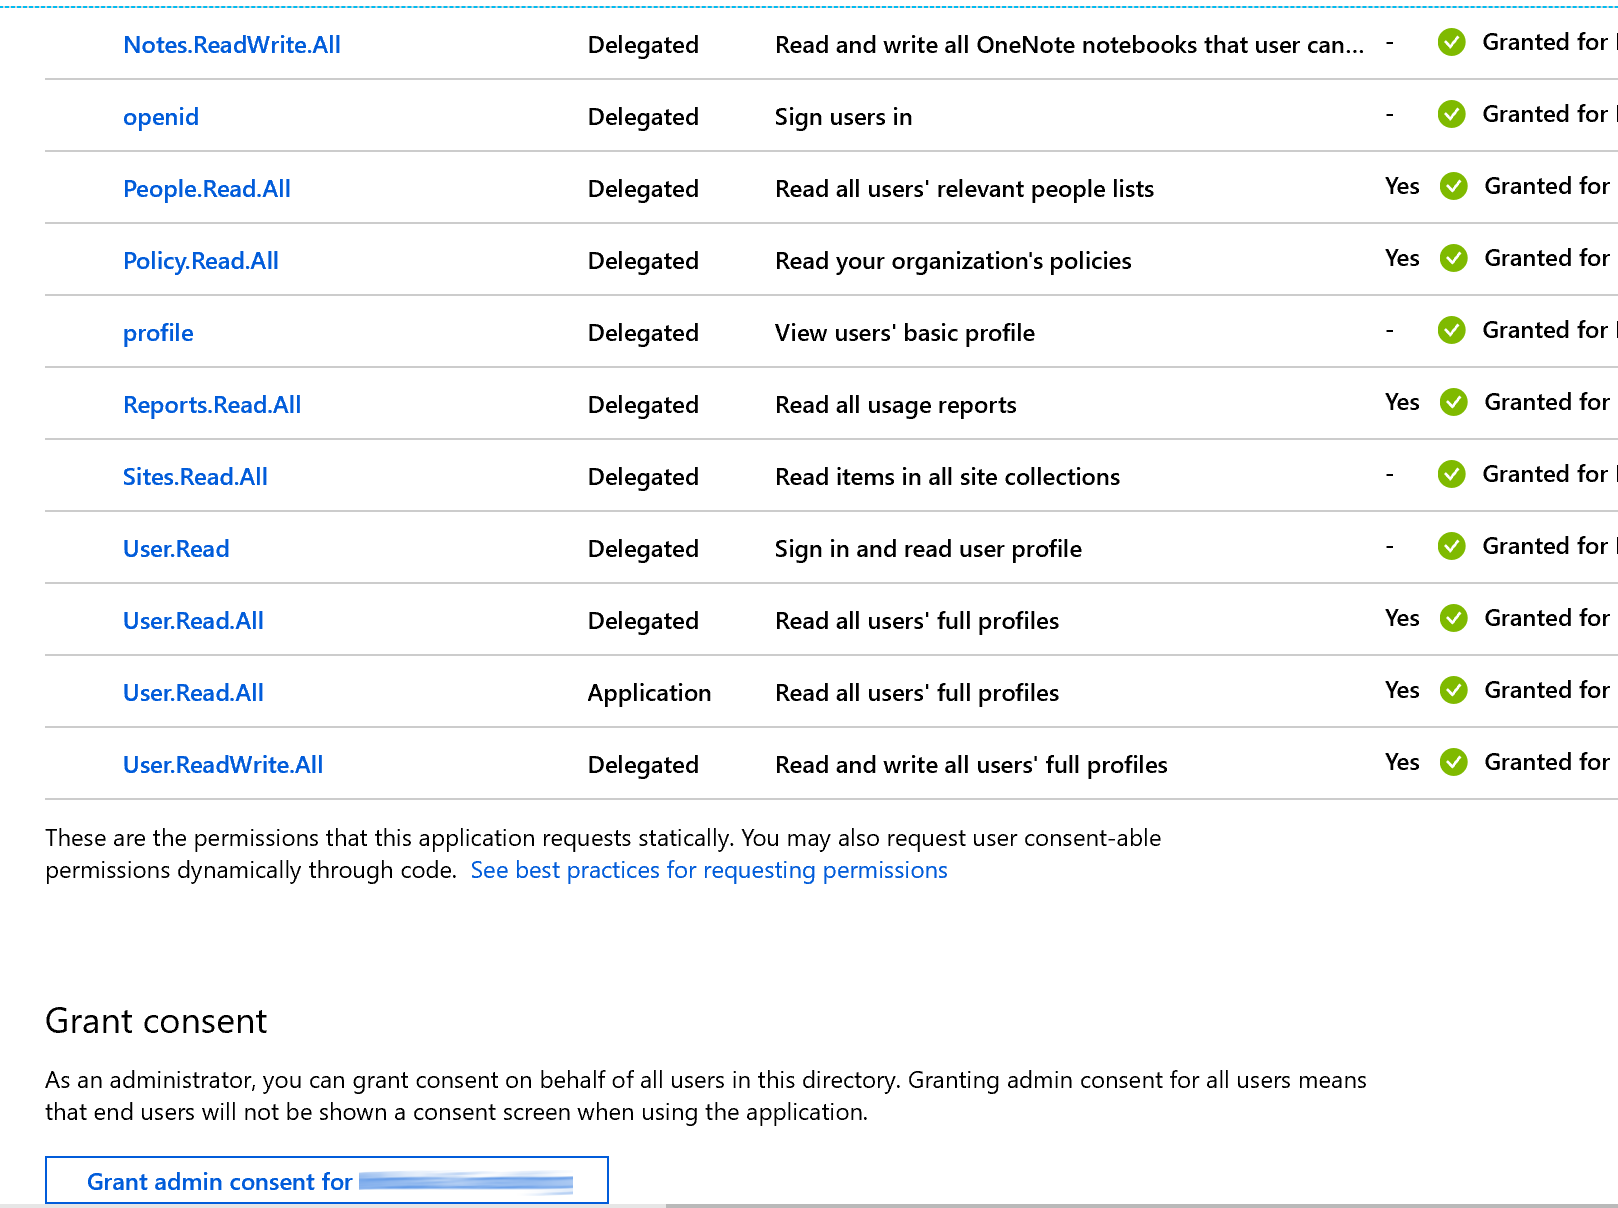 Notes.ReadWrite.All Delegated Read and write all OneNote notebooks that user can... - Granted for
openid Delegated Sign users in - Granted for
People.Read.All Delegated Read all users' relevant people lists Yes Granted for
Policy.Read.All Delegated Read your organization's policies Yes Granted for
profile Delegated View users' basic profile - Granted for
Reports.Read.All Delegated Read all usage reports Yes Granted for
Sites.Read.All Delegated Read items in all site collections - Granted for
User.Read Delegated Sign in and read user profile - Granted for
User.Read.All Delegated Read all users' full profiles Yes Granted for
User.Read.All Application Read all users' full profiles Yes Granted for
User.ReadWrite.All Delegated Read and write all users' full profiles Yes Granted for
These are the permissions that this application requests statically. You may also request user consent-able
permissions dynamically through code. See best practices for requesting permissions
Grant consent
As an administrator, you can grant consent on behalf of all users in this directory. Granting admin consent for all users means
that end users will not be shown a consent screen when using the application.
Grant admin consent for